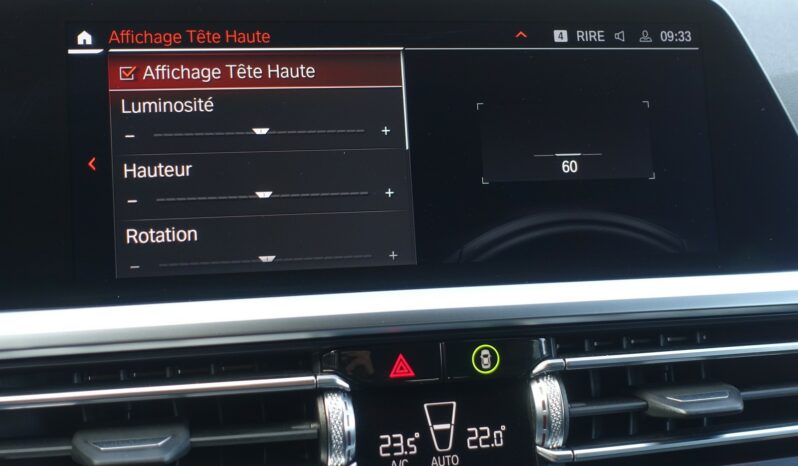 Affichage Tête Haute
4 RIRE 09:33
Affichage Tête Haute
Luminosité
- +
Hauteur
- +
Rotation
- +
60
23.5° 22.0°
A/C AUTO